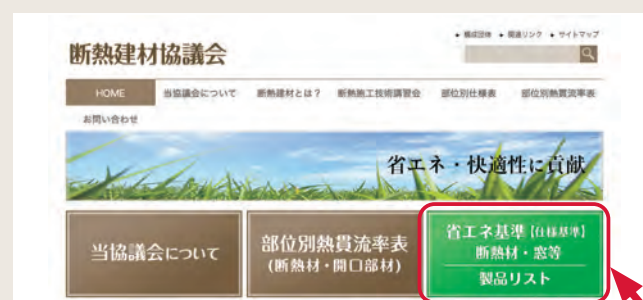 • 構成団体 • 関連リンク • サイトマップ
断熱建材協議会
HOME 当協議会について 断熱建材とは？ 断熱施工技術講習会 部位別仕様表 部位別熱貫流率表
お問い合わせ
省エネ・快適性に貢献
当協議会について
部位別熱貫流率表
(断熱材・開口部材)
省エネ基準【仕様基準】
断熱材・窓等
製品リスト